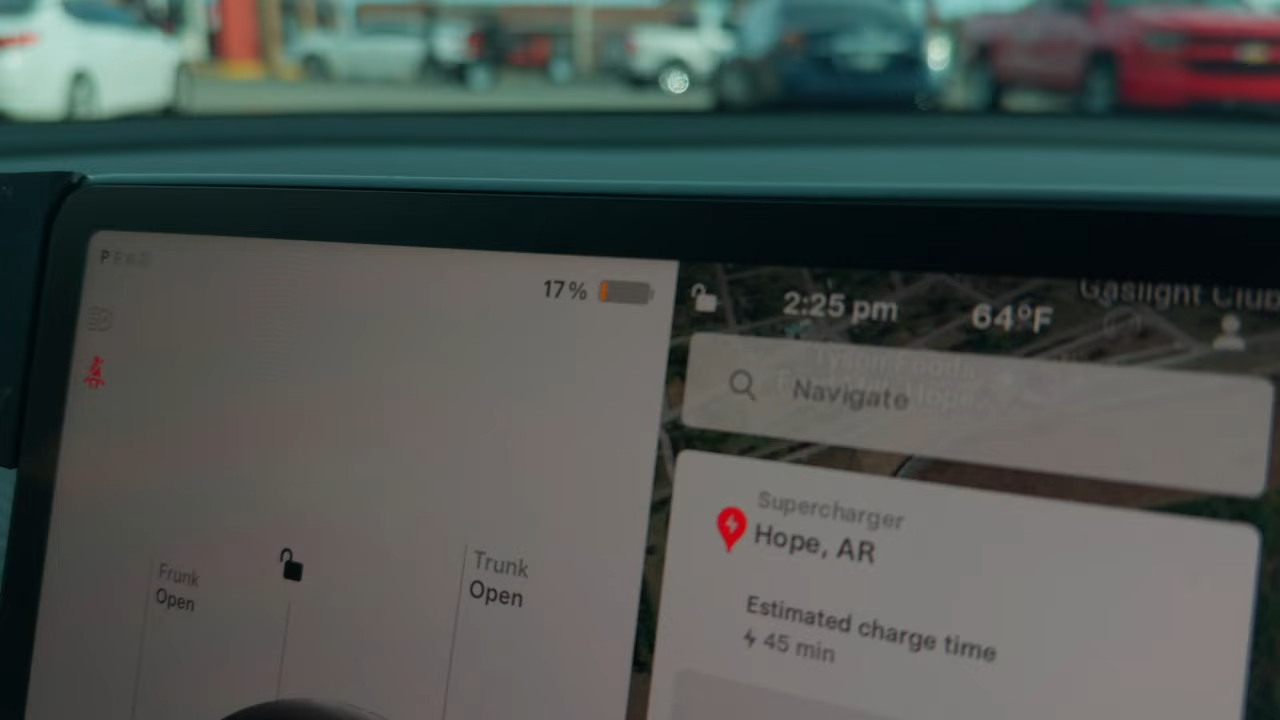 P R N D
17%
2:25 pm
64°F
Gaslight Club
Navigate
Hope
Supercharger
Hope, AR
Frunk
Open
Trunk
Open
Estimated charge time
45 min